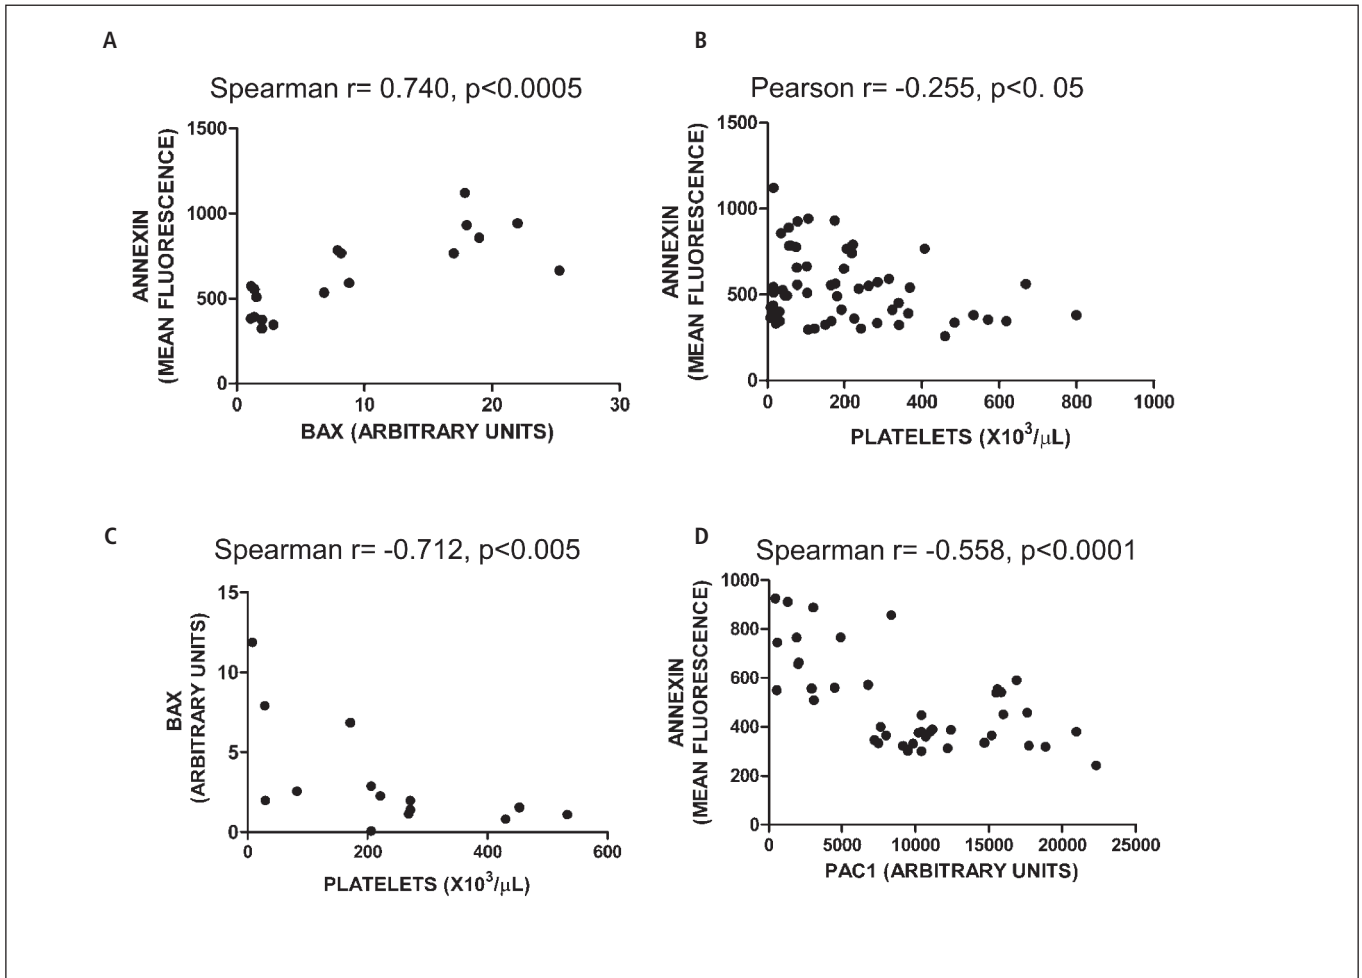 A
Spearman r= 0.740, p<0.0005
ANNEXIN
(MEAN FLUORESCENCE)
1500
1000
500
0
0 10 20 30
BAX (ARBITRARY UNITS)
B
Pearson r= -0.255, p<0. 05
ANNEXIN
(MEAN FLUORESCENCE)
1500
1000
500
0
0 200 400 600 800 1000
PLATELETS (X10³/µL)
C
Spearman r= -0.712, p<0.005
BAX
(ARBITRARY UNITS)
15
10
5
0
0 200 400 600
PLATELETS (X10³/µL)
D
Spearman r= -0.558, p<0.0001
ANNEXIN
(MEAN FLUORESCENCE)
1000
800
600
400
200
0
0 5000 10000 15000 20000 25000
PAC1 (ARBITRARY UNITS)